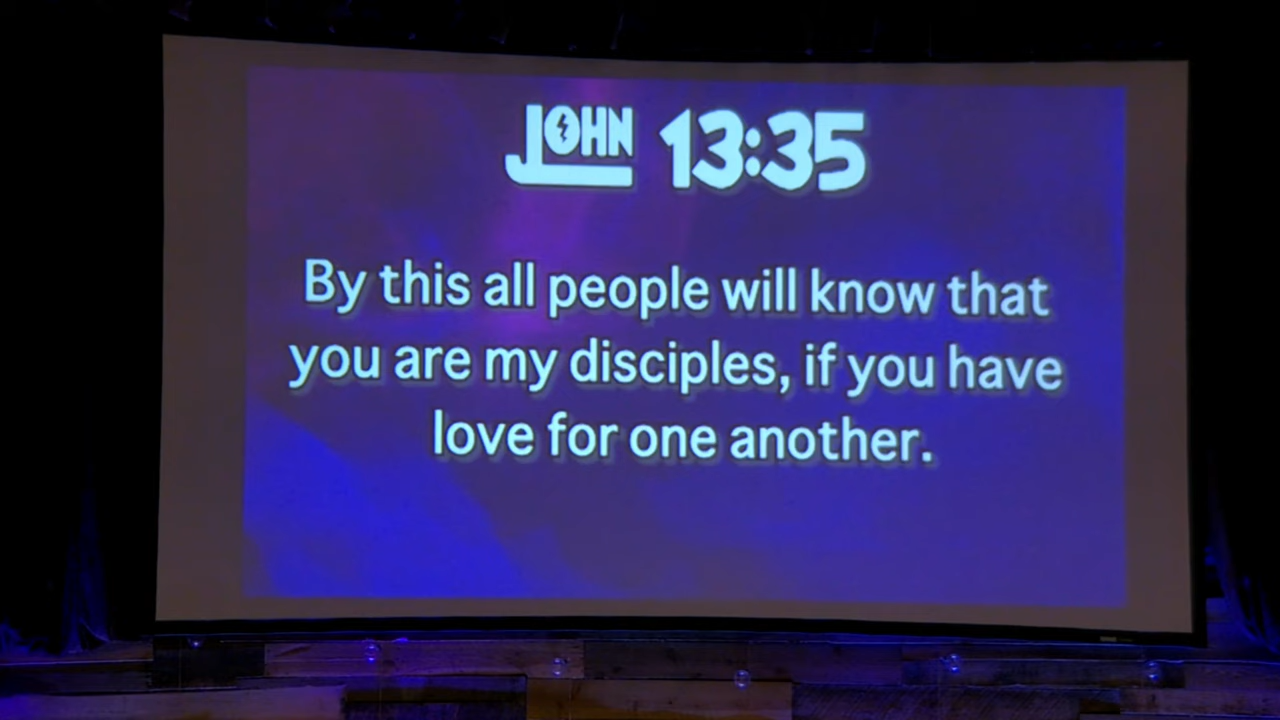 JOHN 13:35
By this all people will know that
you are my disciples, if you have
love for one another.